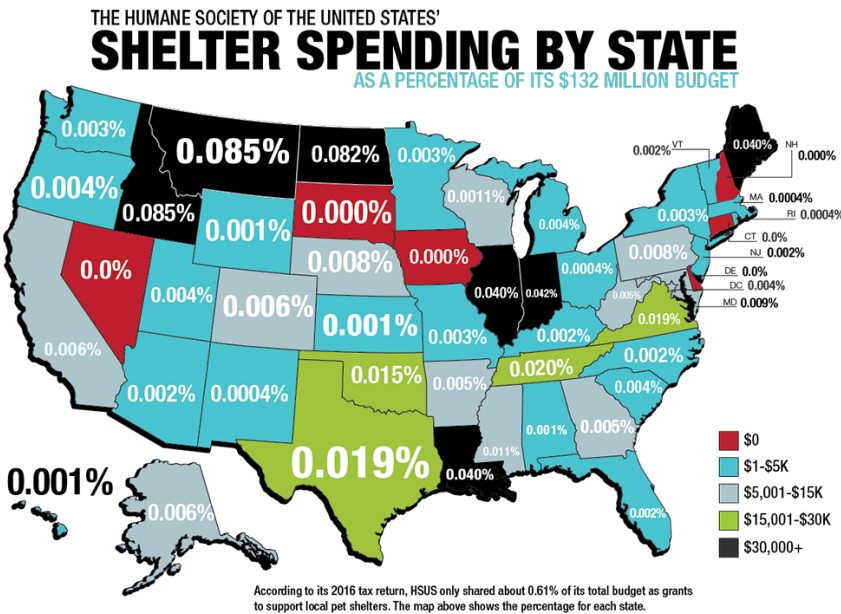 THE HUMANE SOCIETY OF THE UNITED STATES'
SHELTER SPENDING BY STATE
AS A PERCENTAGE OF ITS $132 MILLION BUDGET
0.003%
0.004%
0.085%
0.085%
0.082%
0.003%
0.002% VT
0.040%
NH 0.000%
MA 0.0004%
RI 0.0004%
CT 0.0%
NJ 0.002%
DE 0.0%
DC 0.004%
MD 0.009%
0.001%
0.000%
0.0011%
0.004%
0.003%
0.0%
0.004%
0.006%
0.008%
0.000%
0.040%
0.042%
0.0004%
0.008%
0.005%
0.019%
0.006%
0.001%
0.003%
0.002%
0.002%
0.002%
0.0004%
0.015%
0.005%
0.020%
0.004%
0.019%
0.040%
0.011%
0.001%
0.005%
0.002%
0.001%
0.006%
$0
$1-$5K
$5,001-$15K
$15,001-$30K
$30,000+
According to its 2016 tax return, HSUS only shared about 0.61% of its total budget as grants
to support local pet shelters. The map above shows the percentage for each state.